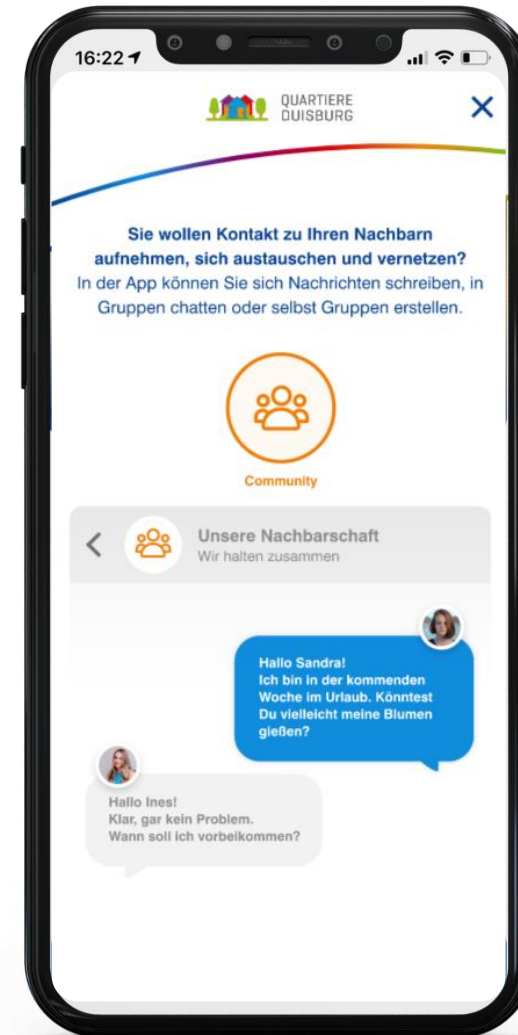 16:22
QUARTIERE
DUISBURG
Sie wollen Kontakt zu Ihren Nachbarn
aufnehmen, sich austauschen und vernetzen?
In der App können Sie sich Nachrichten schreiben, in
Gruppen chatten oder selbst Gruppen erstellen.
Community
Unsere Nachbarschaft
Wir halten zusammen
Hallo Sandra!
Ich bin in der kommenden
Woche im Urlaub. Könntest
Du vielleicht meine Blumen
gießen?
Hallo Ines!
Klar, gar kein Problem.
Wann soll ich vorbeikommen?